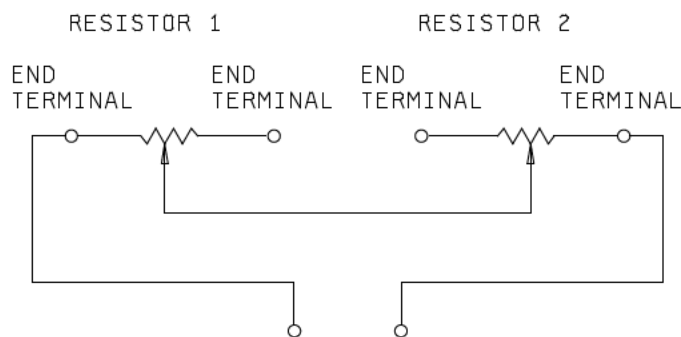 RESISTOR 1
RESISTOR 2
END
TERMINAL
END
TERMINAL
END
TERMINAL
END
TERMINAL